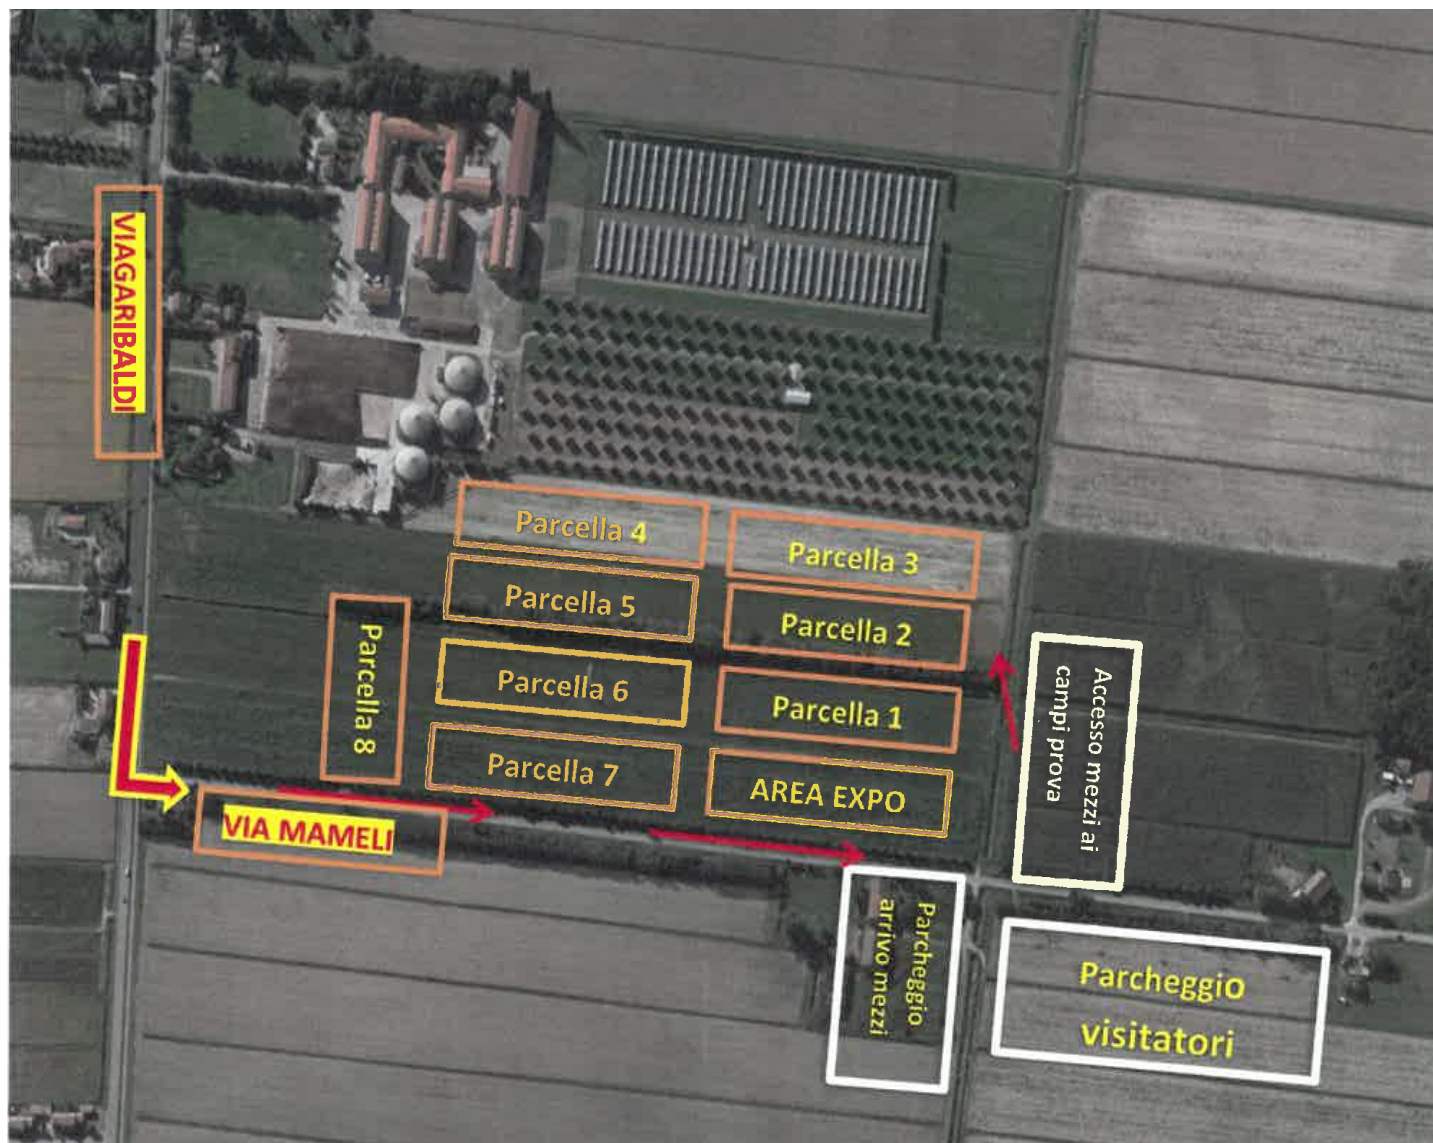 VIAGARIBALDI
Parcella 4
Parcella 3
Parcella 5
Parcella 2
Parcella 6
Parcella 1
Parcella 7
AREA EXPO
Parcella 8
VIA MAMELI
Accesso mezzi ai
campi prova
Parcheggio
arrivo mezzi
Parcheggio
visitatori